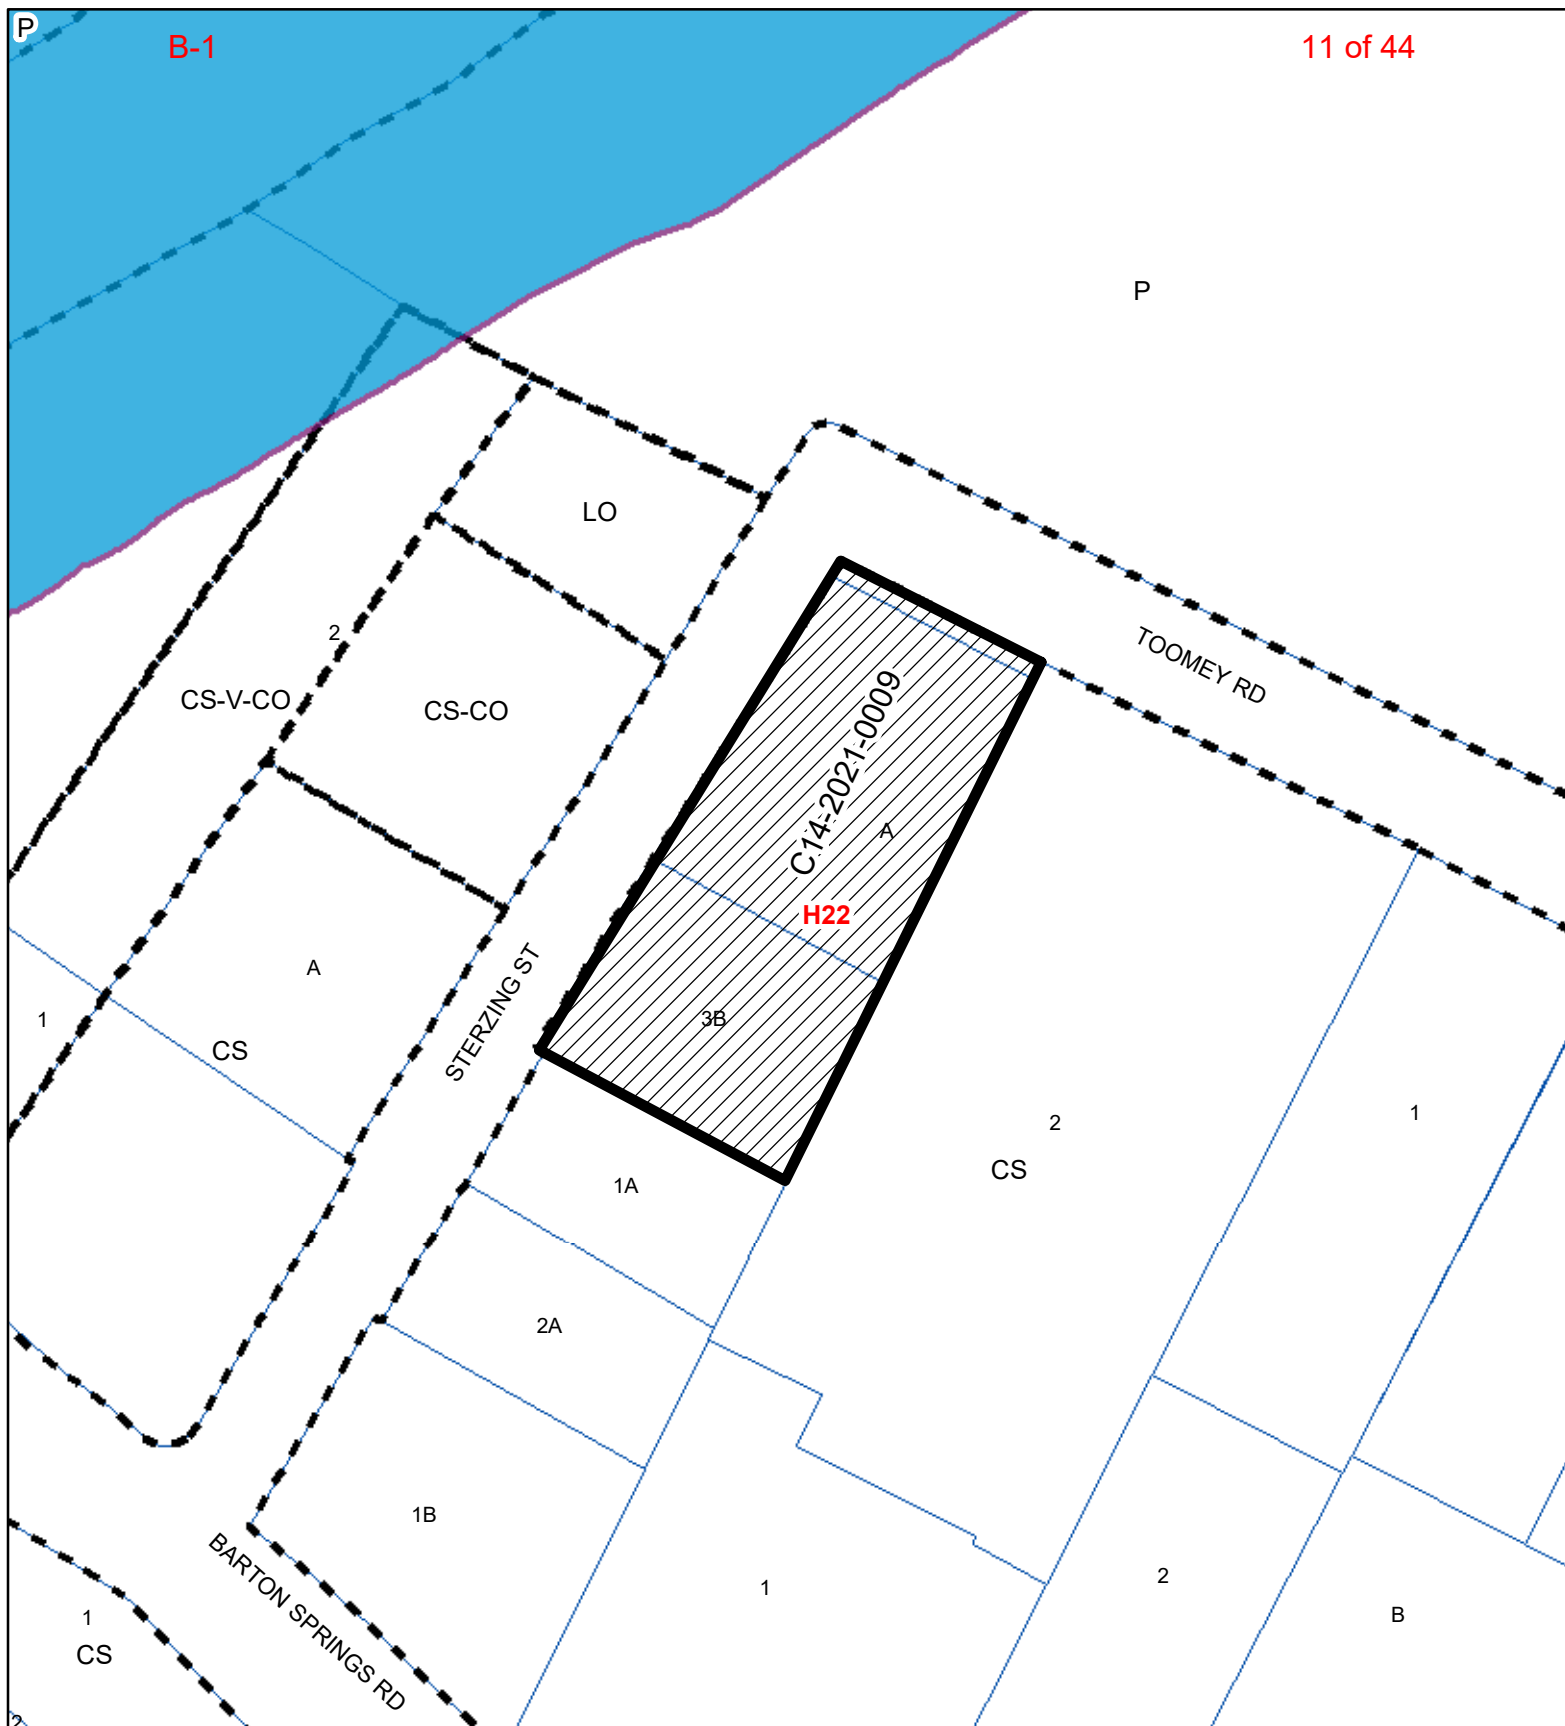 P
B-1
11 of 44
P
LO
2
TOOMEY RD
CS-V-CO
CS-CO
C14-2021-0009
A
H22
A
STERZING ST
1
3B
CS
1
2
CS
1A
2A
1B
BARTON SPRINGS RD
1
2
B
1
CS
2